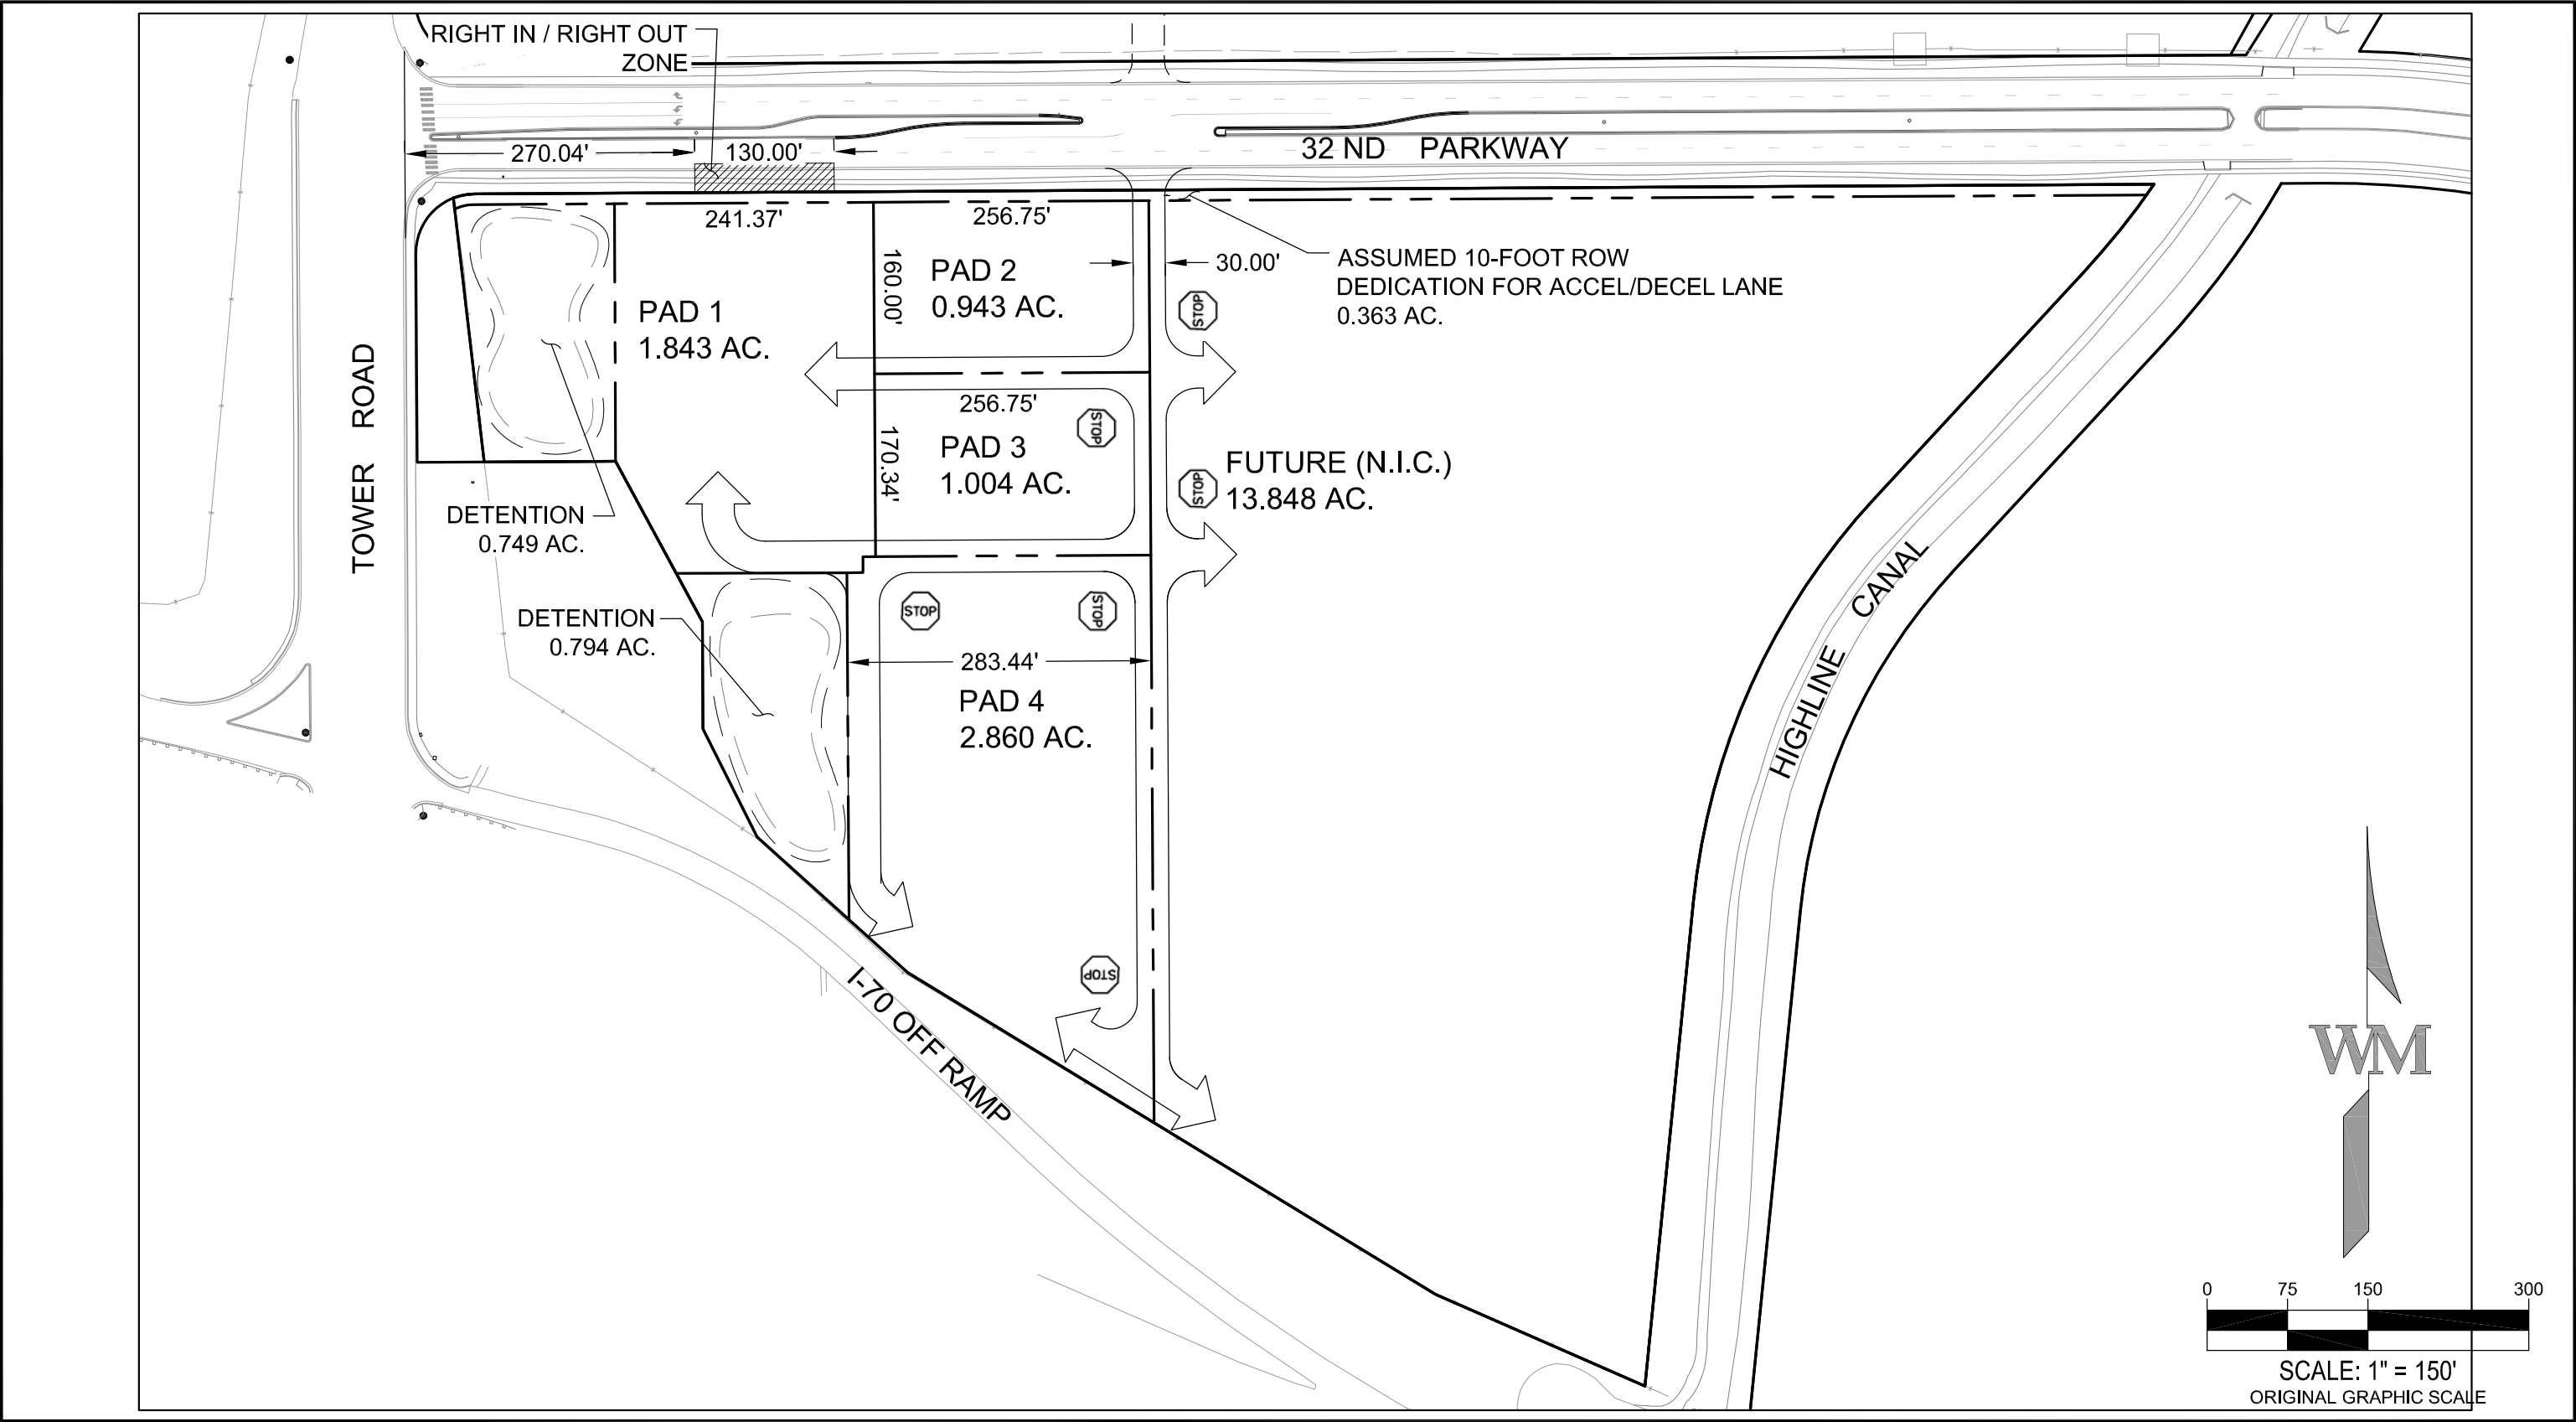 RIGHT IN / RIGHT OUT
ZONE
270.04'
130.00'
32 ND PARKWAY
241.37'
256.75'
160.00'
PAD 2
0.943 AC.
30.00'
ASSUMED 10-FOOT ROW
DEDICATION FOR ACCEL/DECEL LANE
0.363 AC.
PAD 1
1.843 AC.
STOP
TOWER ROAD
256.75'
STOP
170.34'
PAD 3
1.004 AC.
FUTURE (N.I.C.)
13.848 AC.
STOP
DETENTION
0.749 AC.
HIGHLINE CANAL
DETENTION
0.794 AC.
STOP
STOP
283.44'
PAD 4
2.860 AC.
STOP
I-70 OFF RAMP
WM
0 75 150 300
SCALE: 1" = 150'
ORIGINAL GRAPHIC SCALE